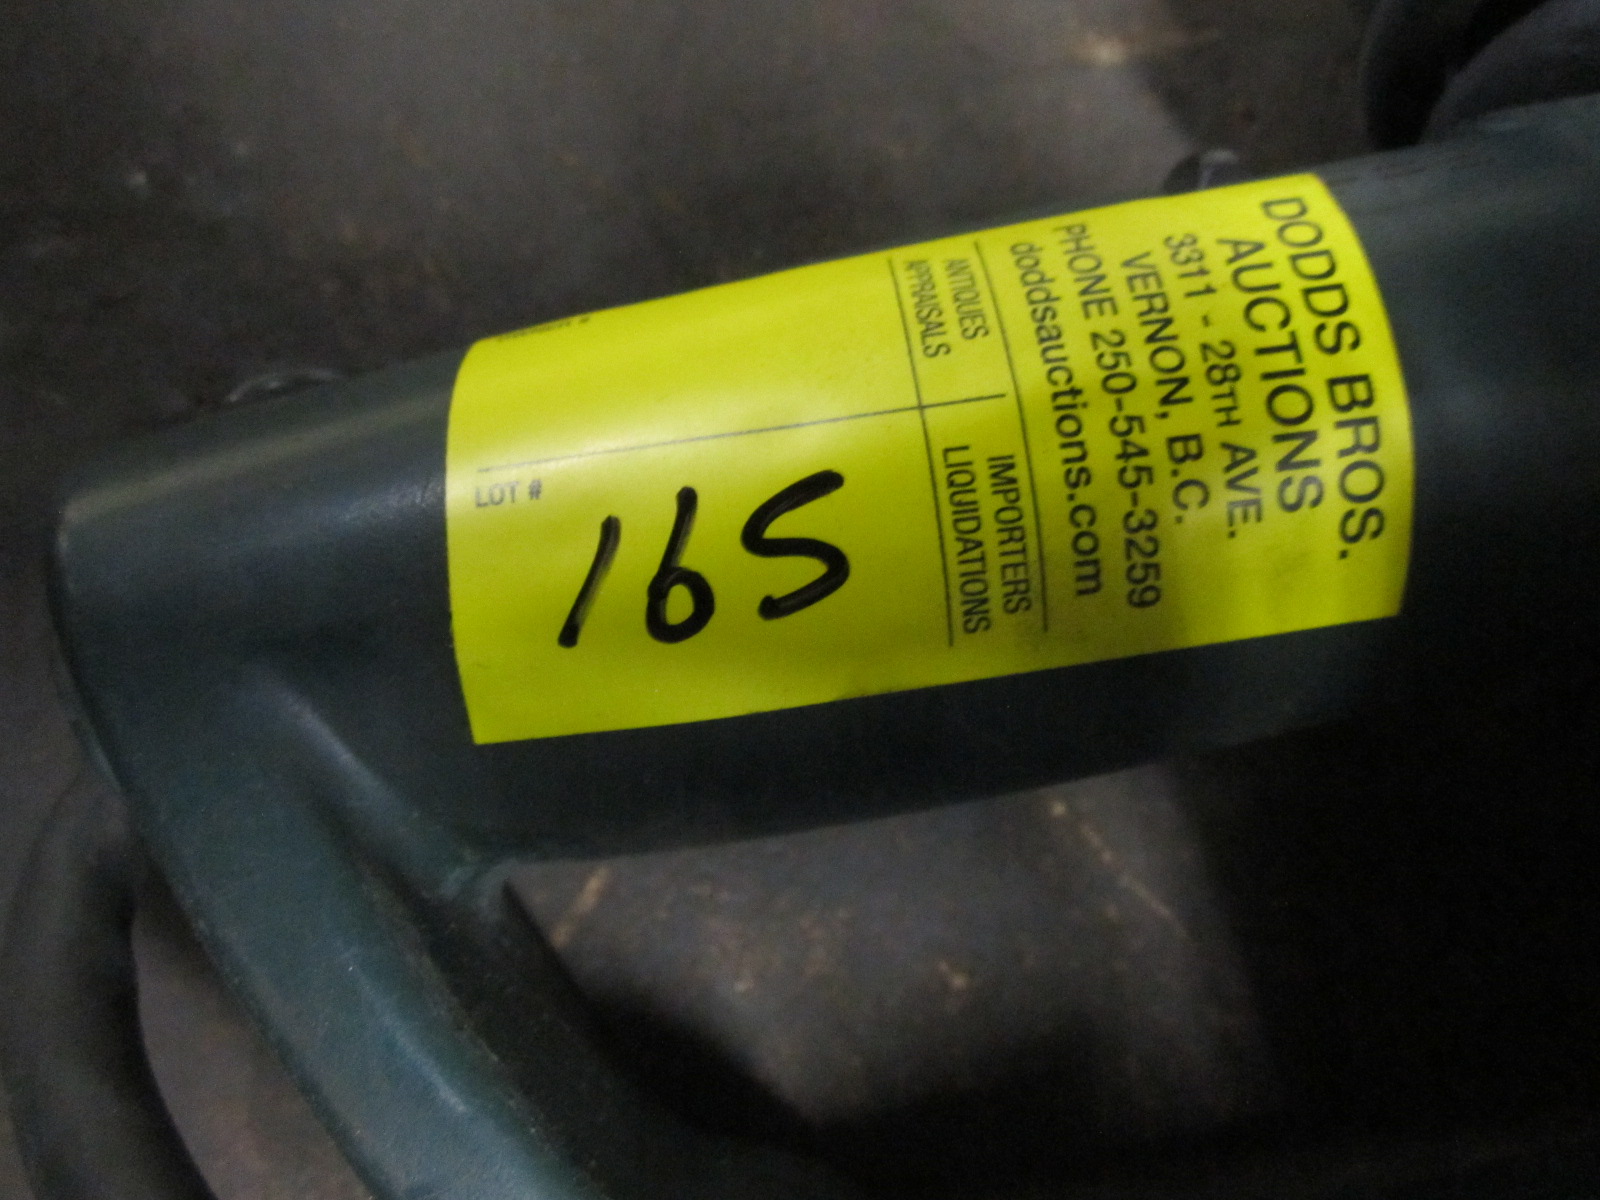 DODDS BROS.
AUCTIONS
3311 - 28TH AVE.
VERNON, B.C.
PHONE 250-545-3259
doddsauctions.com
ANTIQUES IMPORTERS
APPRAISALS LIQUIDATIONS
LOT #
165